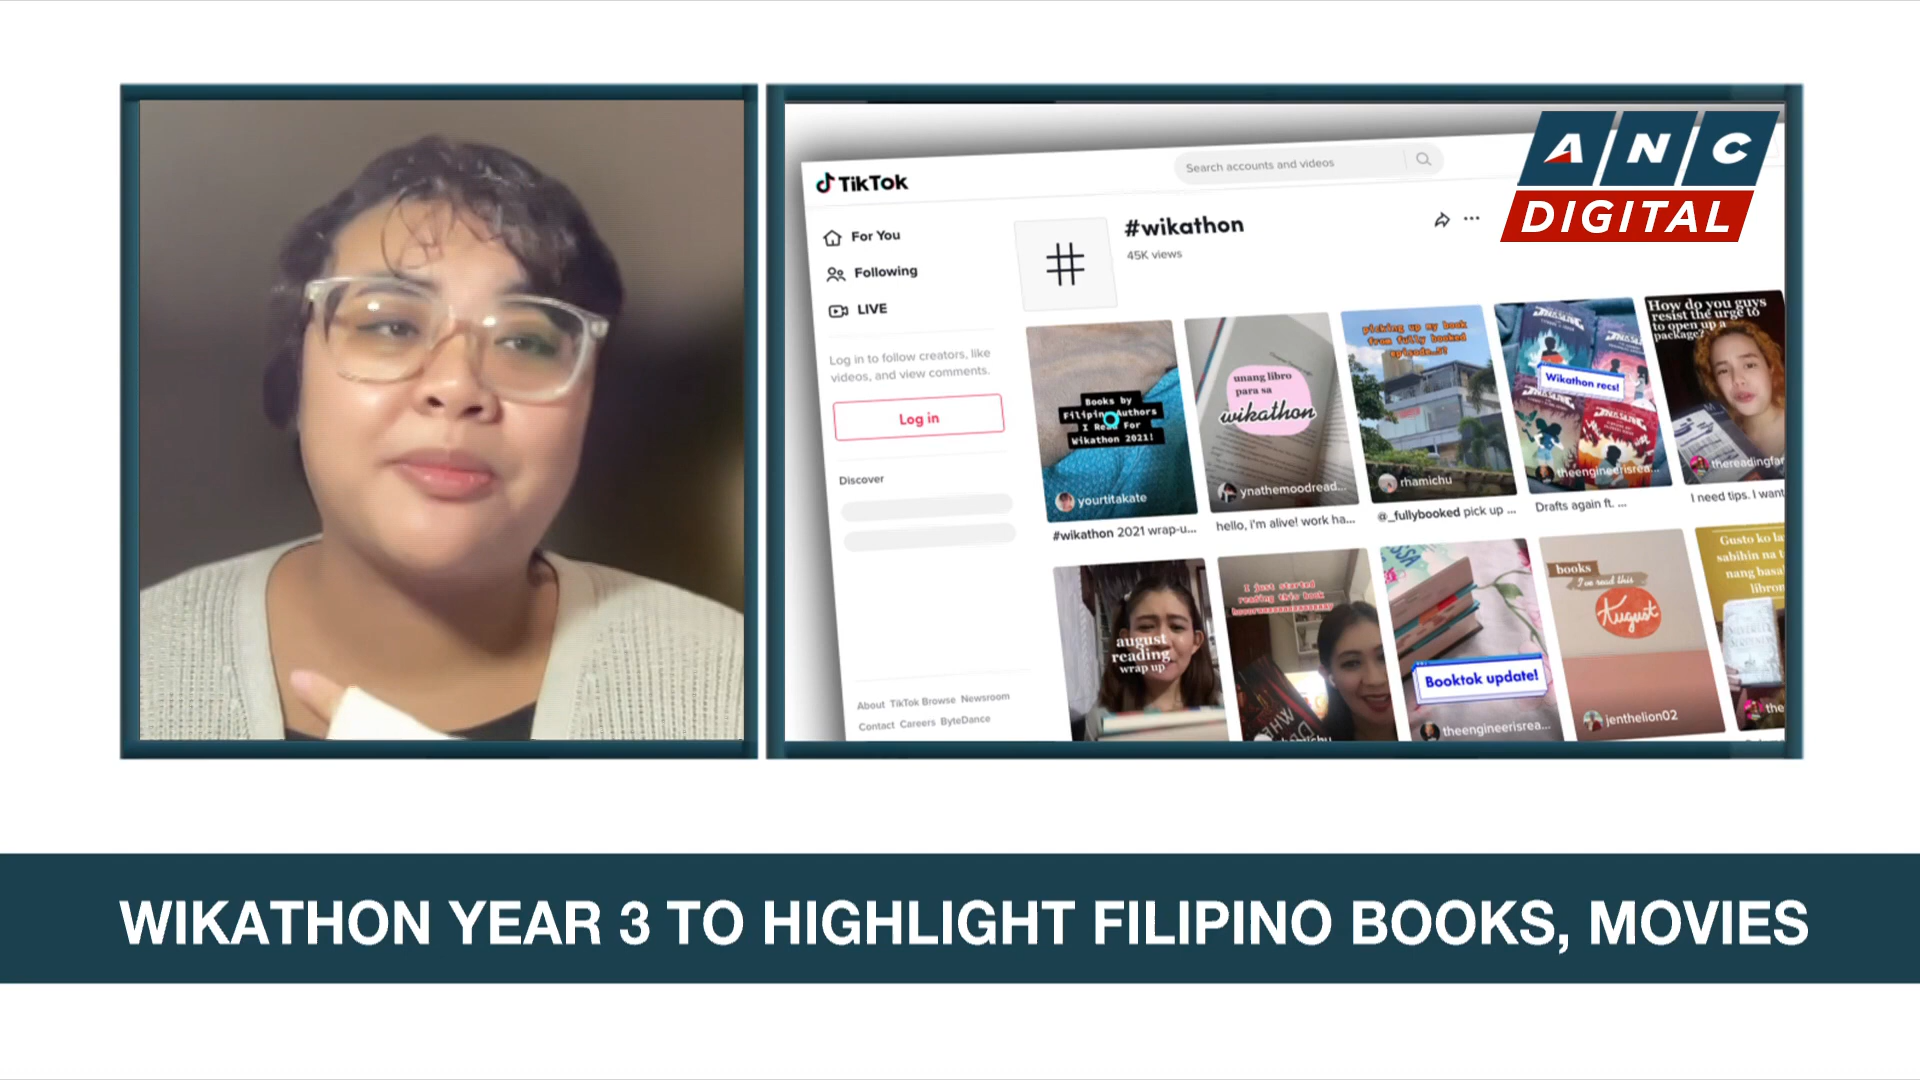 ANC
DIGITAL
TikTok
Search accounts and videos
For You
Following
LIVE
Log in to follow creators, like
videos, and view comments.
Log in
Discover
About TikTok Browse Newsroom
Contact Careers ByteDance
#wikathon
45K views
Books by
Filipino Authors
I Read For
Wikathon 2021!
yourtitakate
#wikathon 2021 wrap-u...
unang libro
para sa
wikathon
ynathemoodread...
hello, i'm alive! work ha...
picking up my book
from fully booked
episode..5?
rhamichu
@_fullybooked pick up ...
Wikathon recs!
theengineerisrea...
Drafts again ft. ...
How do you guys
resist the urge to
to open up a
package?
thereadingfar
I need tips. I want
august
reading
wrap up
I just started
reading this book
Booktok update!
theengineerisrea...
books
I've read this
August
jenthelion02
Gusto ko la
sabihin na t
nang basa
libron
the
WIKATHON YEAR 3 TO HIGHLIGHT FILIPINO BOOKS, MOVIES